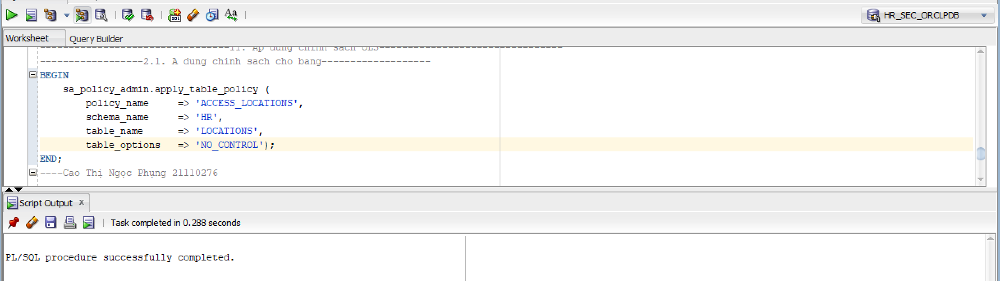 HR_SEC_ORCLPDB
Worksheet
Query Builder
---------------------------------II. Ap dung chinh sach OLS--------------------------------
------------------2.1. A dung chinh sach cho bang-------------------
BEGIN
sa_policy_admin.apply_table_policy (
policy_name => 'ACCESS_LOCATIONS',
schema_name => 'HR',
table_name => 'LOCATIONS',
table_options => 'NO_CONTROL');
END;
----Cao Thị Ngọc Phụng 21110276
Script Output x
Task completed in 0.288 seconds
PL/SQL procedure successfully completed.